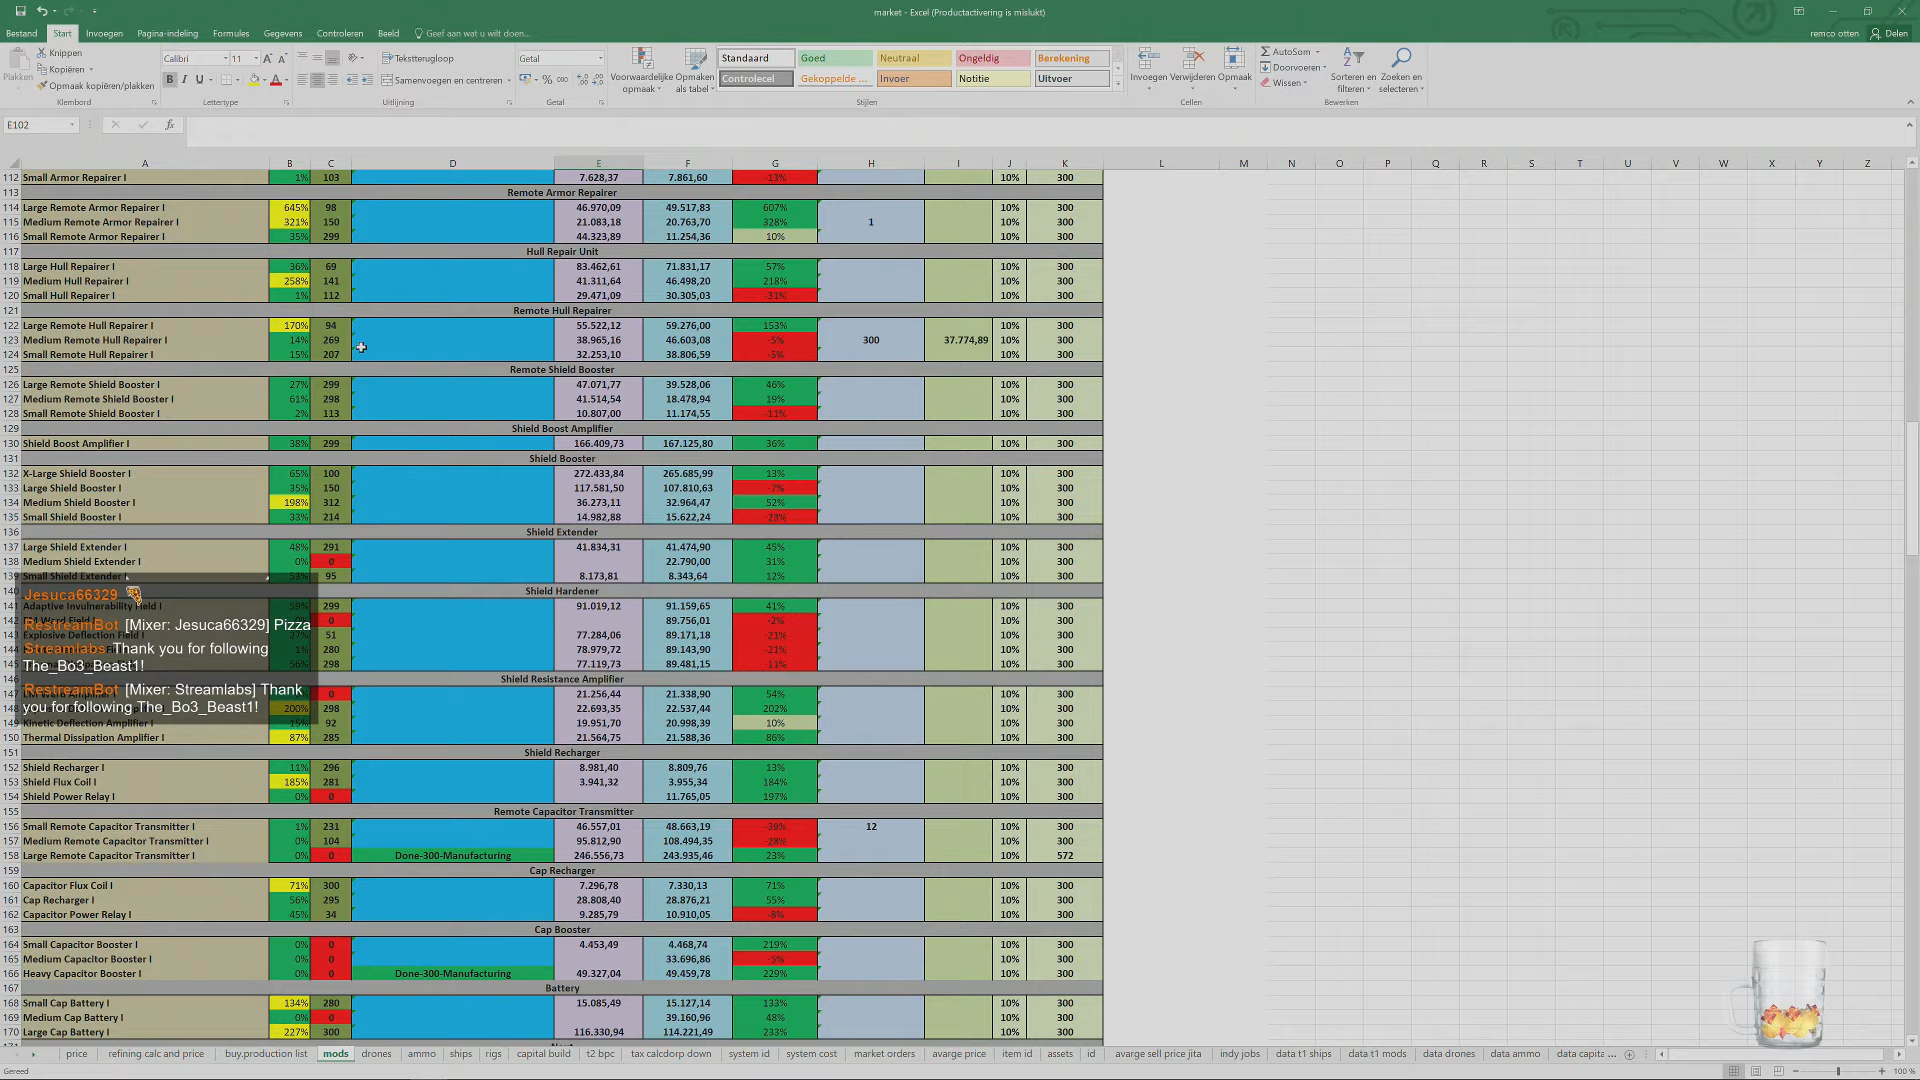 market - Excel (Productactivering is mislukt)
Bestand Start Invoegen Pagina-indeling Formules Gegevens Controleren Beeld Geef aan wat u wilt doen... remco otten Delen
Plakken Knippen Kopiëren Opmaak kopiëren/plakken Klembord
Calibri 11 Lettertype
Tekstterugloop Samenvoegen en centreren Uitlijning
Getal % Getal
Voorwaardelijke opmaak Opmaken als tabel
Standaard Goed Neutraal Ongeldig Berekening
Controlecel Gekoppelde ... Invoer Notitie Uitvoer
Stijlen
Invoegen Verwijderen Opmaak Cellen
AutoSom Doorvoeren Wissen Sorteren en filteren Zoeken en selecteren Bewerken
E102 fx
A B C D E F G H I J K L M N O P Q R S T U V W X Y Z
112 Small Armor Repairer I 1% 103 7.628,37 7.861,60 -13% 10% 300
113 Remote Armor Repairer
114 Large Remote Armor Repairer I 645% 98 46.970,09 49.517,83 607% 10% 300
115 Medium Remote Armor Repairer I 321% 150 21.083,18 20.763,70 328% 1 10% 300
116 Small Remote Armor Repairer I 35% 299 44.323,89 11.254,36 10% 10% 300
117 Hull Repair Unit
118 Large Hull Repairer I 36% 69 83.462,61 71.831,17 57% 10% 300
119 Medium Hull Repairer I 258% 141 41.311,64 46.498,20 218% 10% 300
120 Small Hull Repairer I 1% 112 29.471,09 30.305,03 -31% 10% 300
121 Remote Hull Repairer
122 Large Remote Hull Repairer I 170% 94 55.522,12 59.276,00 153% 10% 300
123 Medium Remote Hull Repairer I 14% 269 38.965,16 46.603,08 -5% 300 37.774,89 10% 300
124 Small Remote Hull Repairer I 15% 207 32.253,10 38.806,59 -5% 10% 300
125 Remote Shield Booster
126 Large Remote Shield Booster I 27% 299 47.071,77 39.528,06 46% 10% 300
127 Medium Remote Shield Booster I 61% 298 41.514,54 18.478,94 19% 10% 300
128 Small Remote Shield Booster I 2% 113 10.807,00 11.174,55 -11% 10% 300
129 Shield Boost Amplifier
130 Shield Boost Amplifier I 38% 299 166.409,73 167.125,80 36% 10% 300
131 Shield Booster
132 X-Large Shield Booster I 65% 100 272.433,84 265.685,99 13% 10% 300
133 Large Shield Booster I 35% 150 117.581,50 107.810,63 -7% 10% 300
134 Medium Shield Booster I 198% 312 36.273,11 32.964,47 52% 10% 300
135 Small Shield Booster I 33% 214 14.982,88 15.622,24 -23% 10% 300
136 Shield Extender
137 Large Shield Extender I 48% 291 41.834,31 41.474,90 45% 10% 300
138 Medium Shield Extender I 0% 0 22.790,00 31% 10% 300
139 Small Shield Extender I 53% 95 8.173,81 8.343,64 12% 10% 300
140 Shield Hardener
141 Adaptive Invulnerability Field I 59% 299 91.019,12 91.159,65 41% 10% 300
142 EM Ward Field I 0 89.756,01 -2% 10% 300
143 Explosive Deflection Field I 27% 51 77.284,06 89.171,18 -21% 10% 300
144 1% 280 78.979,72 89.143,90 -21% 10% 300
145 56% 298 77.119,73 89.481,15 -11% 10% 300
146 Shield Resistance Amplifier
147 0 21.256,44 21.338,90 54% 10% 300
148 200% 298 22.693,35 22.537,44 202% 10% 300
149 Kinetic Deflection Amplifier I 15% 92 19.951,70 20.998,39 10% 10% 300
150 Thermal Dissipation Amplifier I 87% 285 21.564,75 21.588,36 86% 10% 300
151 Shield Recharger
152 Shield Recharger I 11% 296 8.981,40 8.809,76 13% 10% 300
153 Shield Flux Coil I 185% 281 3.941,32 3.955,34 184% 10% 300
154 Shield Power Relay I 0% 0 11.765,05 197% 10% 300
155 Remote Capacitor Transmitter
156 Small Remote Capacitor Transmitter I 1% 231 46.557,01 48.663,19 -39% 12 10% 300
157 Medium Remote Capacitor Transmitter I 0% 104 95.812,90 108.494,35 -28% 10% 300
158 Large Remote Capacitor Transmitter I 0% 0 Done-300-Manufacturing 246.556,73 243.935,46 23% 10% 572
159 Cap Recharger
160 Capacitor Flux Coil I 71% 300 7.296,78 7.330,13 71% 10% 300
161 Cap Recharger I 56% 295 28.808,40 28.876,21 55% 10% 300
162 Capacitor Power Relay I 45% 34 9.285,79 10.910,05 -8% 10% 300
163 Cap Booster
164 Small Capacitor Booster I 0% 0 4.453,49 4.468,74 219% 10% 300
165 Medium Capacitor Booster I 0% 0 33.696,86 -5% 10% 300
166 Heavy Capacitor Booster I 0% 0 Done-300-Manufacturing 49.327,04 49.459,78 229% 10% 300
167 Battery
168 Small Cap Battery I 134% 280 15.085,49 15.127,14 133% 10% 300
169 Medium Cap Battery I 0% 0 39.160,96 48% 10% 300
170 Large Cap Battery I 227% 300 116.330,94 114.221,49 233% 10% 300
Jesuca66329
RestreamBot [Mixer: Jesuca66329] Pizza
Streamlabs Thank you for following
The_Bo3_Beast1!
RestreamBot [Mixer: Streamlabs] Thank
you for following The_Bo3_Beast1!
price refining calc and price buy.production list mods drones ammo ships rigs capital build t2 bpc tax calcdorp down system id system cost market orders avarge price item id assets id avarge sell price jita indy jobs data t1 ships data t1 mods data drones data ammo data capita ...
Gereed 100 %